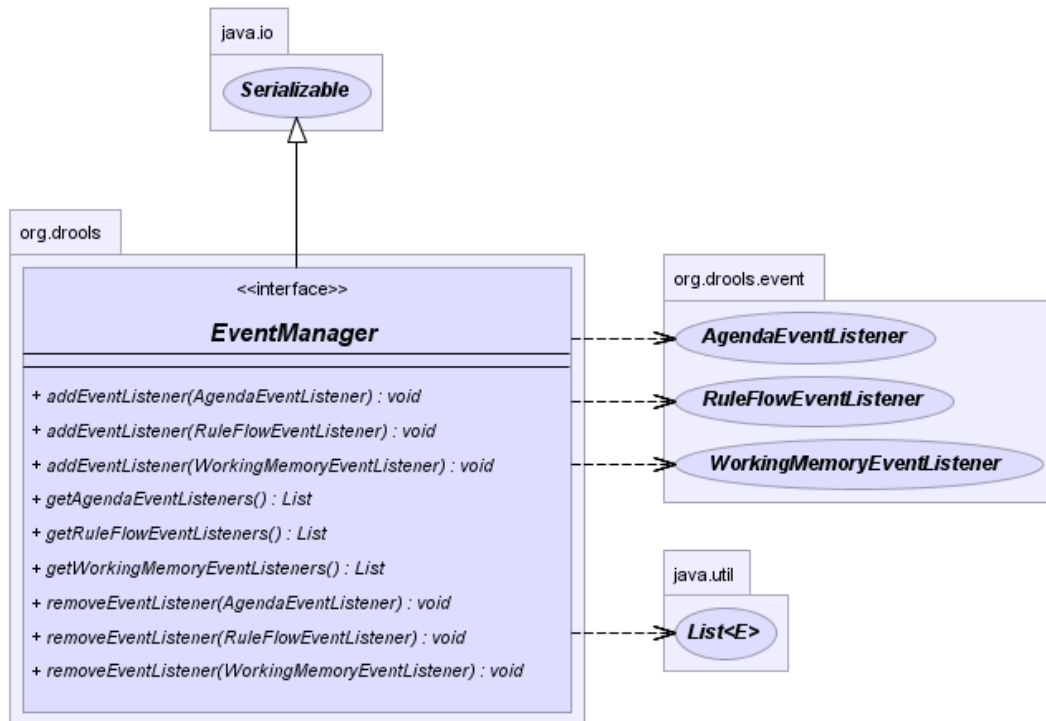 java.io
Serializable
org.drools
<<interface>>
EventManager
+ addEventListener(AgendaEventListener) : void
+ addEventListener(RuleFlowEventListener) : void
+ addEventListener(WorkingMemoryEventListener) : void
+ getAgendaEventListeners() : List
+ getRuleFlowEventListeners() : List
+ getWorkingMemoryEventListeners() : List
+ removeEventListener(AgendaEventListener) : void
+ removeEventListener(RuleFlowEventListener) : void
+ removeEventListener(WorkingMemoryEventListener) : void
org.drools.event
AgendaEventListener
RuleFlowEventListener
WorkingMemoryEventListener
java.util
List<E>